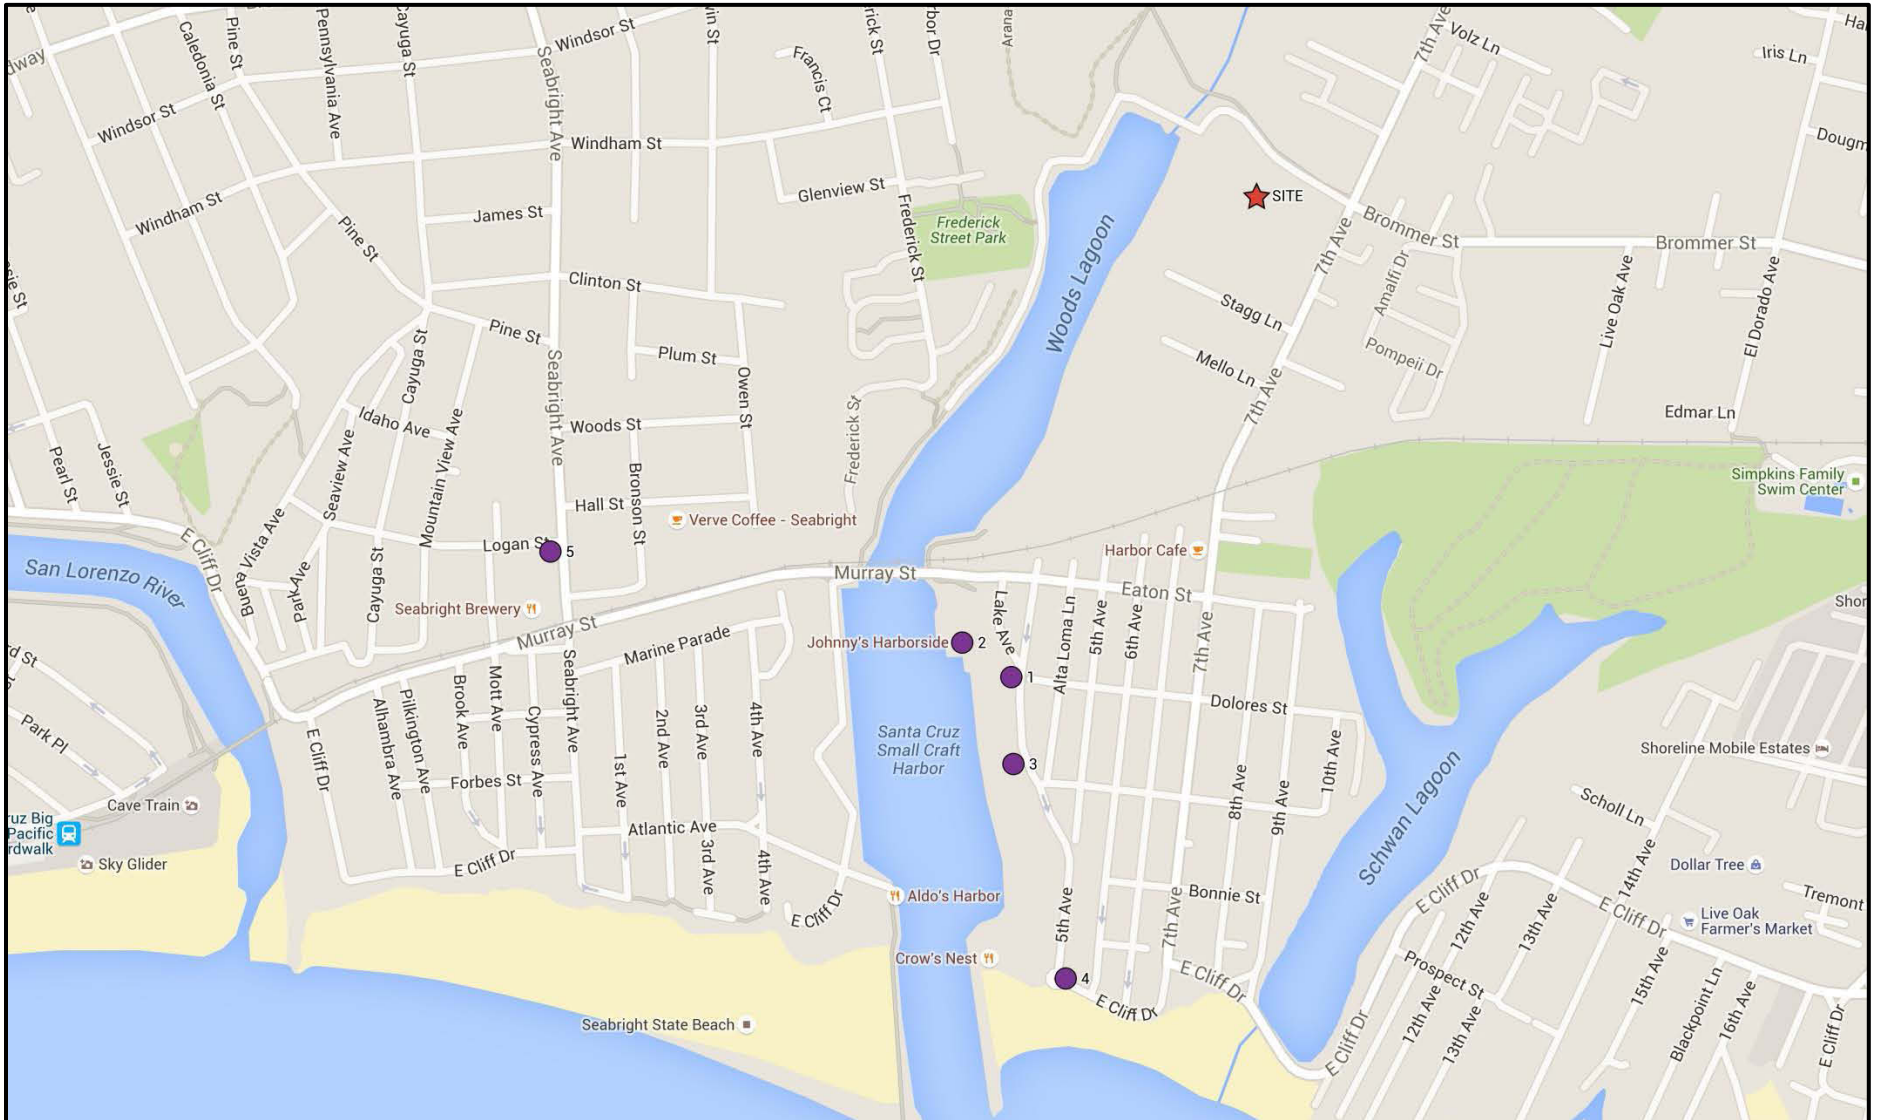 Pine St
Pennsylvania Ave
Cayuga St
Caledonia St
Seabright Ave
Windsor St
Windsor St
Francis Ct
Arana
7th Ave
Volz Ln
Iris Ln
Windham St
Windham St
Glenview St
James St
Pine St
Frederick St
Frederick
Street Park
Woods Lagoon
SITE
Brommer St
Brommer St
7th Ave
Amalfi Dr
Live Oak Ave
El Dorado Ave
Clinton St
Pine St
Plum St
Owen St
Seabright Ave
Stagg Ln
Mello Ln
Pompeii Dr
7th Ave
Edmar Ln
Cayuga St
Idaho Ave
Seaview Ave
Mountain View Ave
Woods St
Bronson St
Frederick St
Pearl St
Jessie St
Hall St
Verve Coffee - Seabright
Simpkins Family
Swim Center
E Cliff Dr
Buena Vista Ave
Logan St
5
Harbor Cafe
San Lorenzo River
Park Ave
Cayuga St
Seabright Brewery
Murray St
Murray St
Eaton St
Lake Ave
Alta Loma Ln
5th Ave
6th Ave
7th Ave
Johnny's Harborside
2
1
Marine Parade
Dolores St
Park Pl
E Cliff Dr
Alhambra Ave
Pilkington Ave
Brook Ave
Mott Ave
Cypress Ave
Seabright Ave
1st Ave
2nd Ave
3rd Ave
4th Ave
Santa Cruz
Small Craft
Harbor
3
8th Ave
9th Ave
10th Ave
Schwan Lagoon
Shoreline Mobile Estates
Forbes St
Cave Train
Sky Glider
Atlantic Ave
E Cliff Dr
3rd Ave
4th Ave
E Cliff Dr
Aldo's Harbor
Crow's Nest
5th Ave
4
7th Ave
Bonnie St
E Cliff Dr
E Cliff Dr
Scholl Ln
14th Ave
Dollar Tree
Tremont
E Cliff Dr
12th Ave
13th Ave
E Cliff Dr
Live Oak
Farmer's Market
Prospect St
12th Ave
13th Ave
15th Ave
Blackpoint Ln
16th Ave
E Cliff Dr
E Cliff Dr
Seabright State Beach